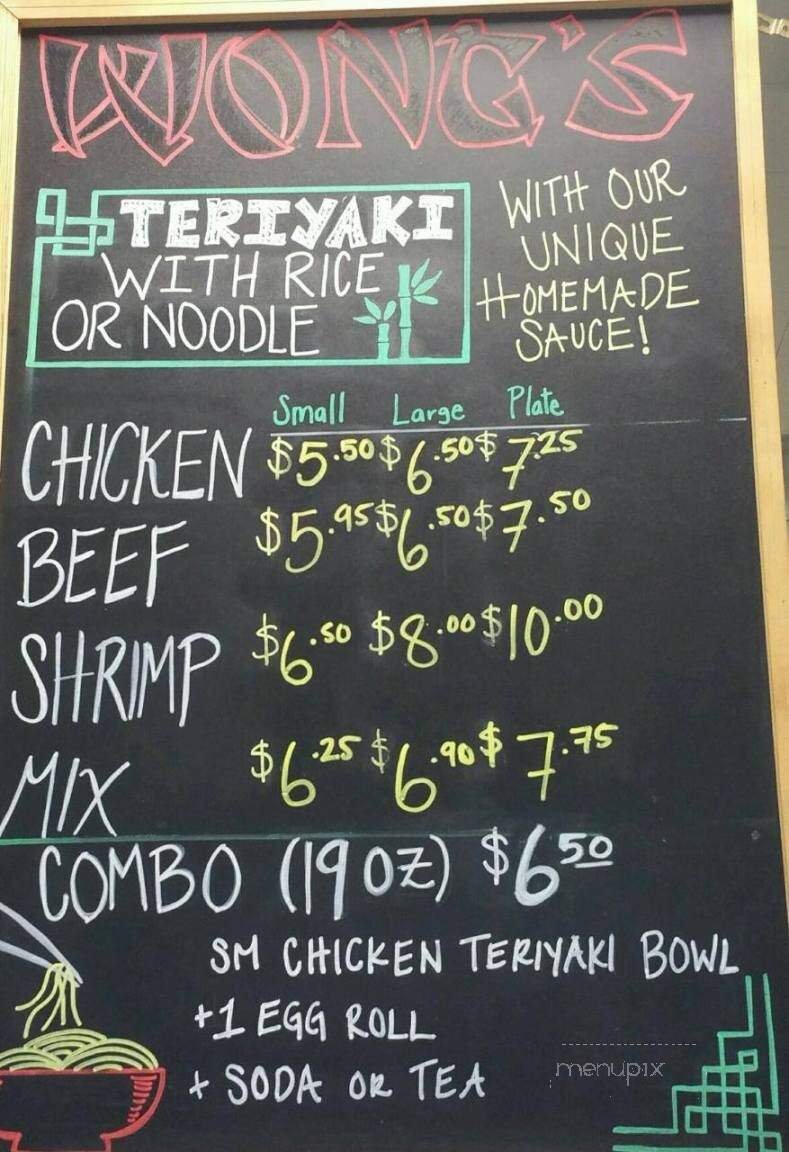 WONG'S
TERIYAKI
WITH RICE
OR NOODLE
WITH OUR
UNIQUE
HOMEMADE
SAUCE!
Small Large Plate
CHICKEN $5.50 $6.50 $7.25
BEEF $5.95 $6.50 $7.50
SHRIMP $6.50 $8.00 $10.00
MIX $6.25 $6.90 $7.75
COMBO (19 OZ) $6 50
SM CHICKEN TERIYAKI BOWL
+1 EGG ROLL
+ SODA OR TEA
menupix